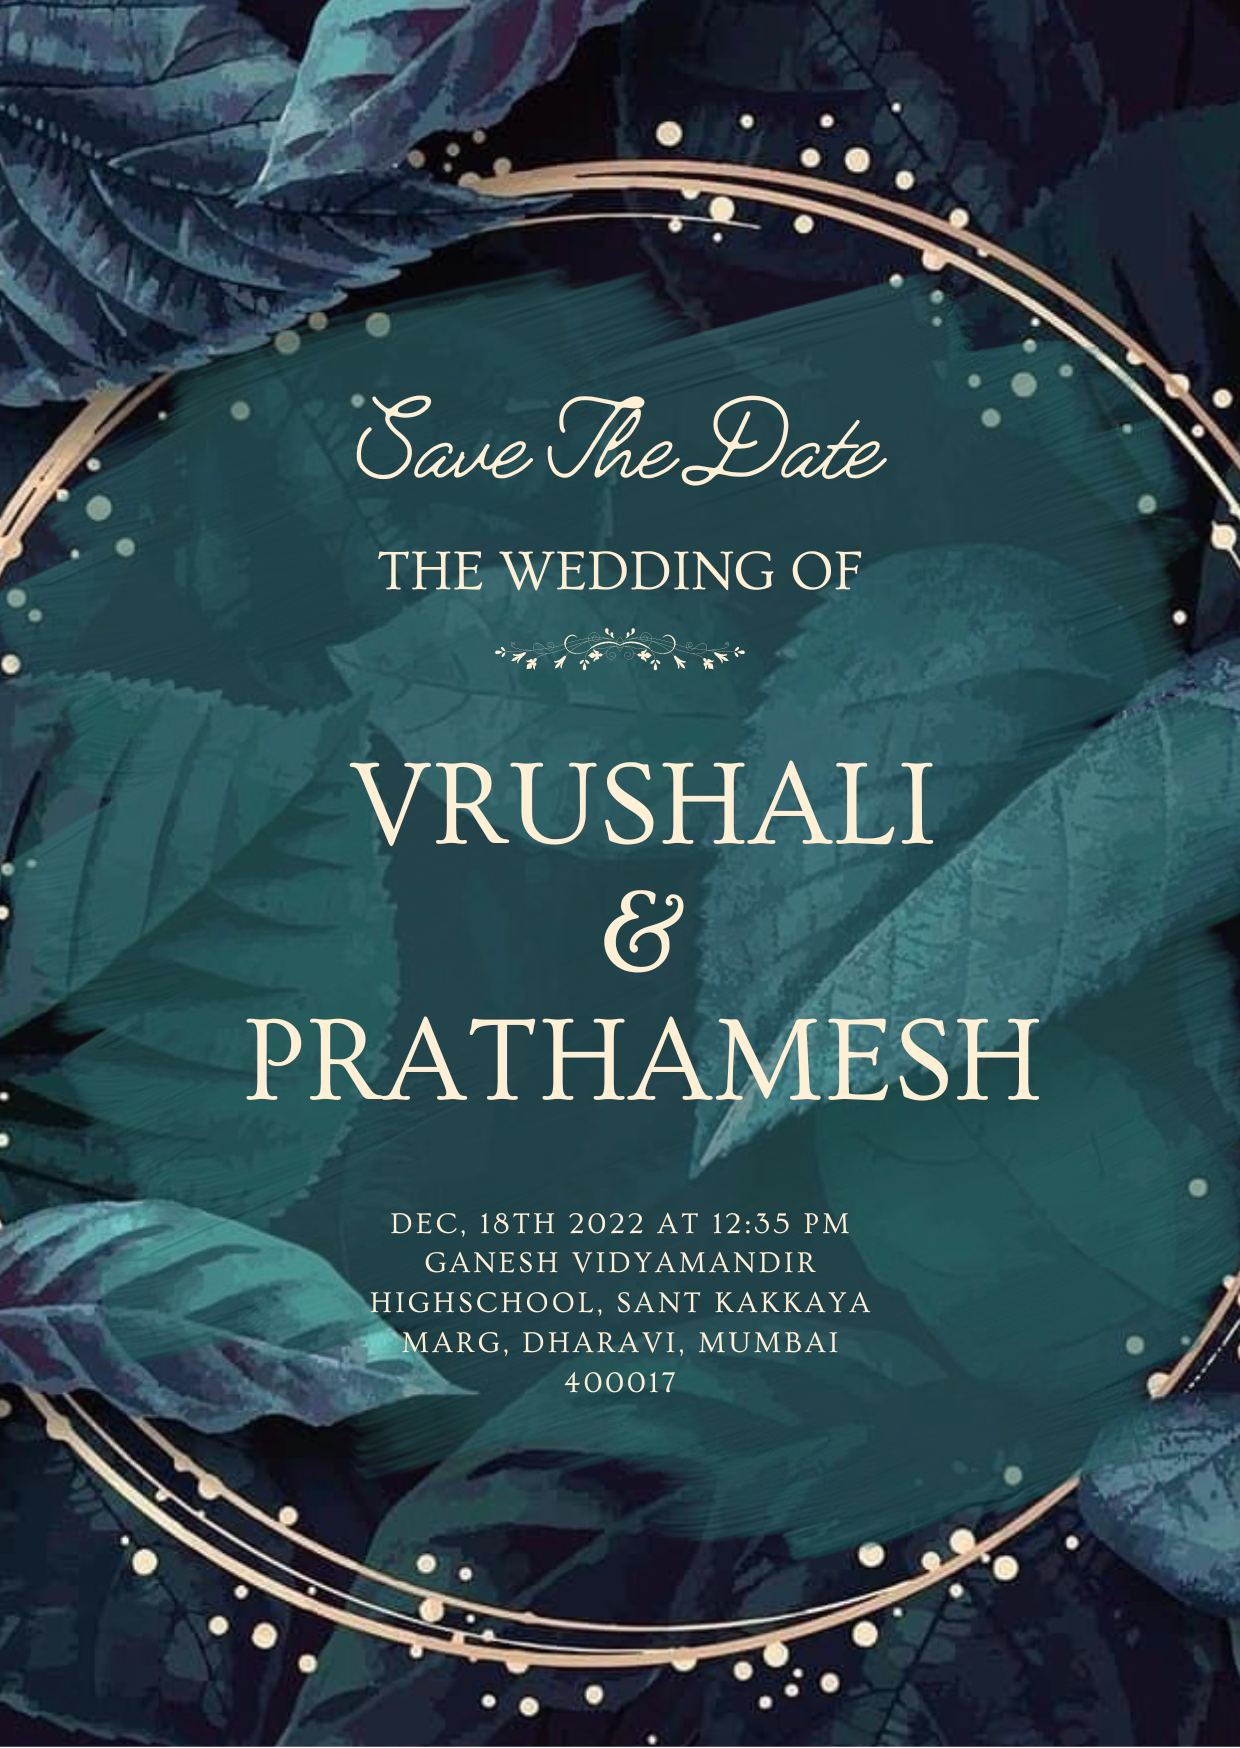 Save The Date
THE WEDDING OF
VRUSHALI
&
PRATHAMESH
DEC, 18TH 2022 AT 12:35 PM
GANESH VIDYAMANDIR
HIGHSCHOOL, SANT KAKKAYA
MARG, DHARAVI, MUMBAI
400017